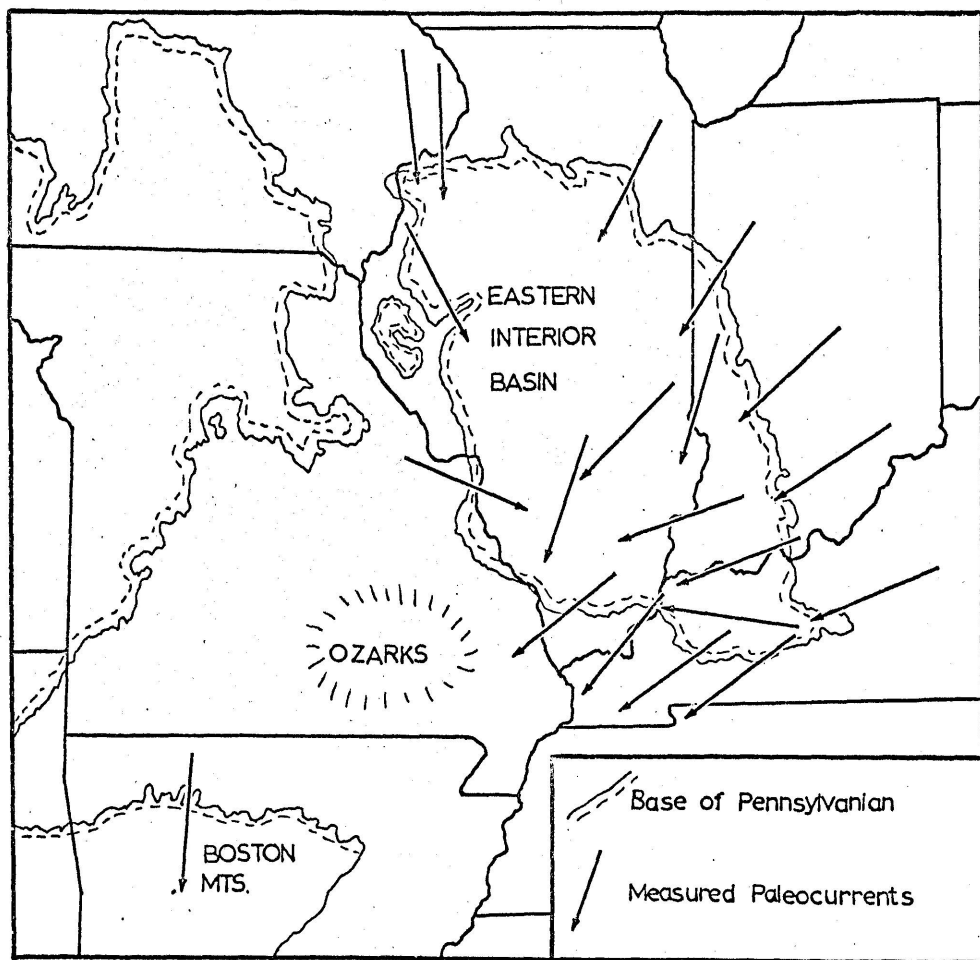 EASTERN
INTERIOR
BASIN
OZARKS
BOSTON
MTS.
Base of Pennsylvanian
Measured Paleocurrents